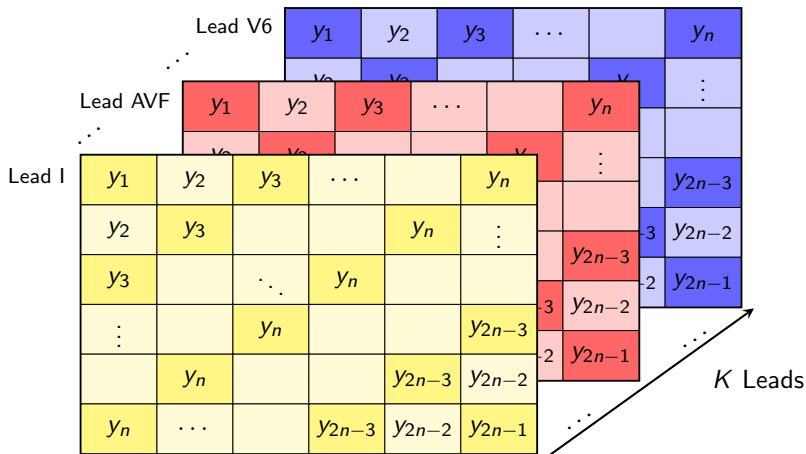 Lead V6 y₁ y₂ y₃ ⋯ yₙ
⋮
Lead AVF y₁ y₂ y₃ ⋯ yₙ
⋮
y₂ₙ₋₃
y₂ₙ₋₂
y₂ₙ₋₁
Lead I y₁ y₂ y₃ ⋯ yₙ
y₂ y₃ yₙ ⋮
y₃ ⋱ yₙ
⋮ yₙ y₂ₙ₋₃
yₙ y₂ₙ₋₃ y₂ₙ₋₂
yₙ ⋯ y₂ₙ₋₃ y₂ₙ₋₂ y₂ₙ₋₁
y₂ₙ₋₃
y₂ₙ₋₂
y₂ₙ₋₁
K Leads